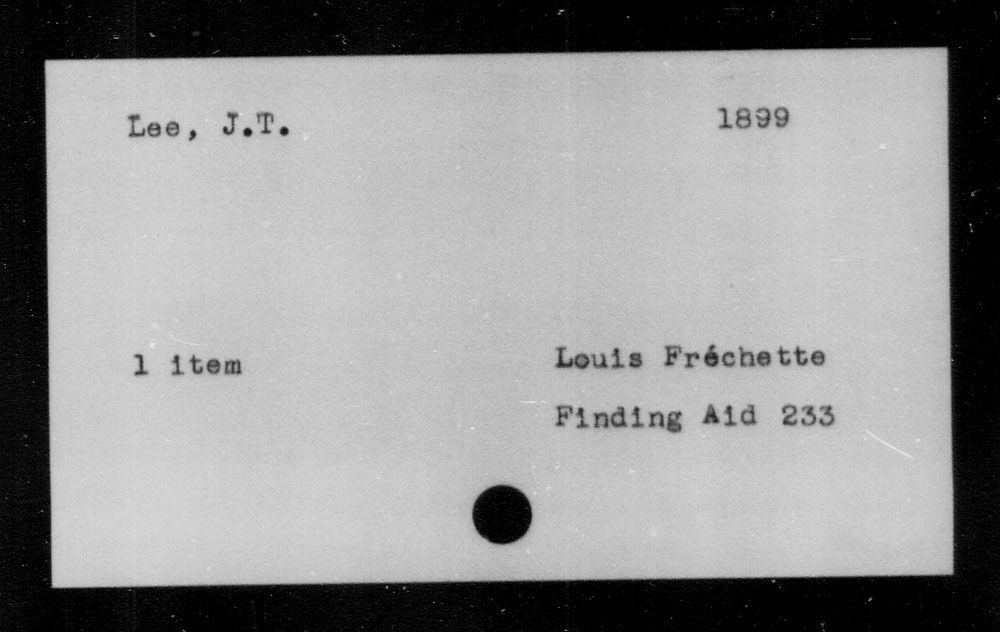 Lee, J.T. 1899
1 item Louis Fréchette
Finding Aid 233